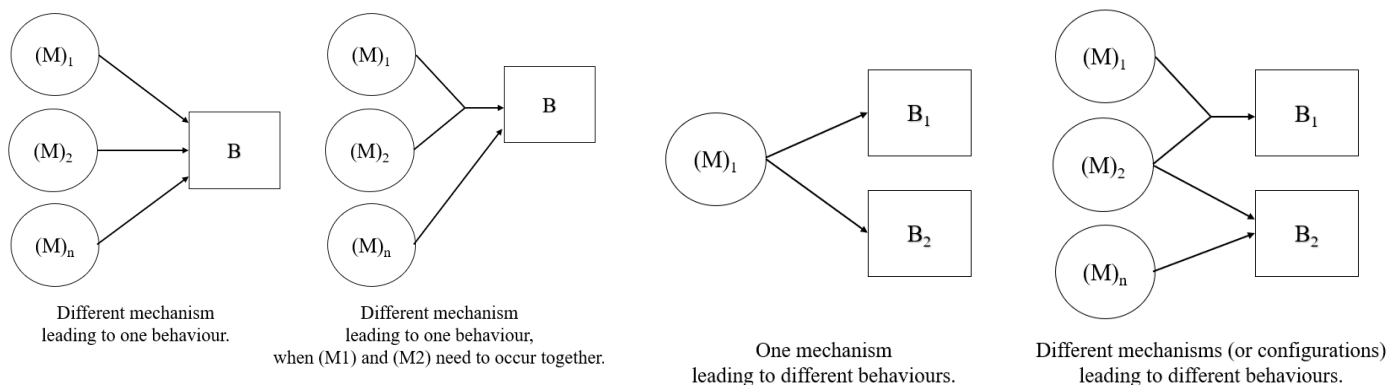 (M)₁
(M)₂
(M)ₙ
B
Different mechanism
leading to one behaviour.
(M)₁
(M)₂
(M)ₙ
B
Different mechanism
leading to one behaviour,
when (M1) and (M2) need to occur together.
(M)₁
B₁
B₂
One mechanism
leading to different behaviours.
(M)₁
(M)₂
(M)ₙ
B₁
B₂
Different mechanisms (or configurations)
leading to different behaviours.